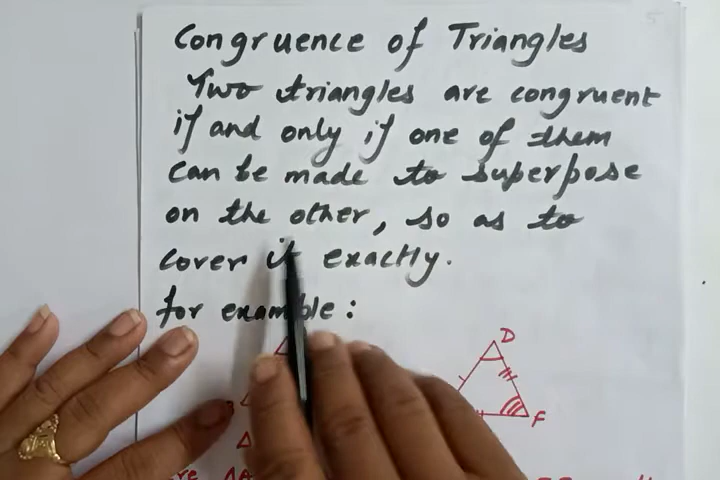 Congruence of Triangles
Two triangles are congruent
if and only if one of them
can be made to superpose
on the other, so as to
cover it exactly.
for example:
D
F